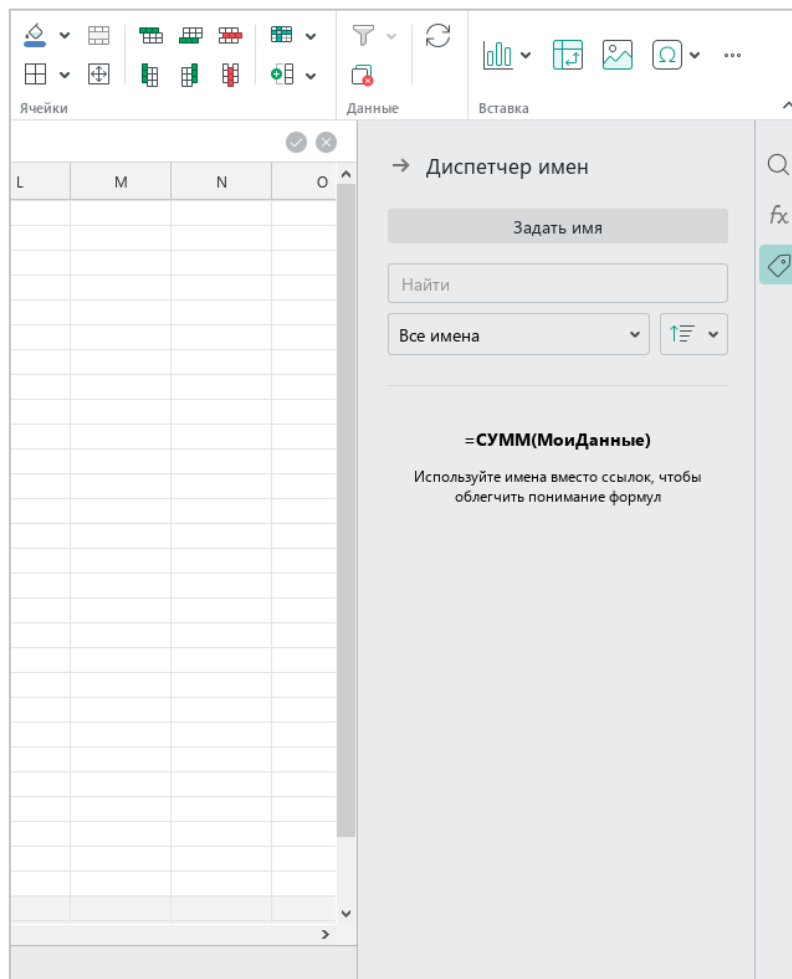 Ячейки
Данные
Вставка
L M N O
Диспетчер имен
Задать имя
Найти
Все имена
=СУММ(МоиДанные)
Используйте имена вместо ссылок, чтобы
облегчить понимание формул
fx
Ω